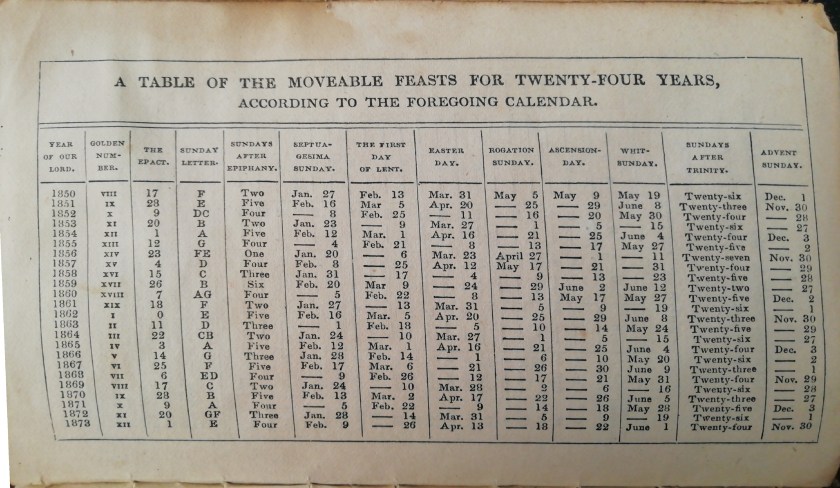 A TABLE OF THE MOVEABLE FEASTS FOR TWENTY-FOUR YEARS,
ACCORDING TO THE FOREGOING CALENDAR.
YEAR OF OUR LORD. GOLDEN NUM-BER. THE EPACT. SUNDAY LETTER. SUNDAYS AFTER EPIPHANY. SEPTUA-GESIMA SUNDAY. THE FIRST DAY OF LENT. EASTER DAY. ROGATION SUNDAY. ASCENSION-DAY. WHIT-SUNDAY. SUNDAYS AFTER TRINITY. ADVENT SUNDAY.
1850 VIII 17 F Two Jan. 27 Feb. 13 Mar. 31 May 5 May 9 May 19 Twenty-six Dec. 1
1851 IX 28 E Five Feb. 16 Mar 5 Apr. 20 — 25 — 29 June 8 Twenty-three Nov. 30
1852 X 9 DC Four — 8 Feb. 25 — 11 — 16 — 20 May 30 Twenty-four — 28
1853 XI 20 B Two Jan. 23 — 9 Mar. 27 — 1 — 5 — 15 Twenty-six — 27
1854 XII 1 A Five Feb. 12 Mar. 1 Apr. 16 — 21 — 25 June 4 Twenty-four Dec. 3
1855 XIII 12 G Four — 4 Feb. 21 — 8 — 13 — 17 May 27 Twenty-five — 2
1856 XIV 23 FE One Jan. 20 — 6 Mar. 23 April 27 — 1 — 11 Twenty-seven Nov. 30
1857 XV 4 D Four Feb. 8 — 25 Apr. 12 May 17 — 21 — 31 Twenty-four — 29
1858 XVI 15 C Three Jan. 31 — 17 — 4 — 9 — 13 — 23 Twenty-five — 28
1859 XVII 26 B Six Feb. 20 Mar 9 — 24 — 29 June 2 June 12 Twenty-two — 27
1860 XVIII 7 AG Four — 5 Feb. 22 — 8 — 13 May 17 May 27 Twenty-five Dec. 2
1861 XIX 18 F Two Jan. 27 — 13 Mar. 31 — 5 — 9 — 19 Twenty-six — 1
1862 I 0 E Five Feb. 16 Mar. 5 Apr. 20 — 25 — 29 June 8 Twenty-three Nov. 30
1863 II 11 D Three — 1 Feb. 18 — 5 — 10 — 14 May 24 Twenty-five — 29
1864 III 22 CB Two Jan. 24 — 10 Mar. 27 — 1 — 5 — 15 Twenty-six — 27
1865 IV 3 A Five Feb. 12 Mar. 1 Apr. 16 — 21 — 25 June 4 Twenty-four Dec. 3
1866 V 14 G Three Jan. 28 Feb. 14 — 1 — 6 — 10 May 20 Twenty-six — 2
1867 VI 25 F Five Feb. 17 Mar. 6 — 21 — 26 — 30 June 9 Twenty-three — 1
1868 VII 6 ED Four — 9 Feb. 26 — 12 — 17 — 21 May 31 Twenty-four Nov. 29
1869 VIII 17 C Two Jan. 24 — 10 Mar. 28 — 2 — 6 — 16 Twenty-six — 28
1870 IX 28 B Five Feb. 13 Mar. 2 Apr. 17 — 22 — 26 June 5 Twenty-three — 27
1871 X 9 A Four — 5 Feb. 22 — 9 — 14 — 18 May 28 Twenty-five Dec. 3
1872 XI 20 GF Three Jan. 28 — 14 Mar. 31 — 5 — 9 — 19 Twenty-six — 1
1873 XII 1 E Four Feb. 9 — 26 Apr. 13 — 18 — 22 June 1 Twenty-four Nov. 30